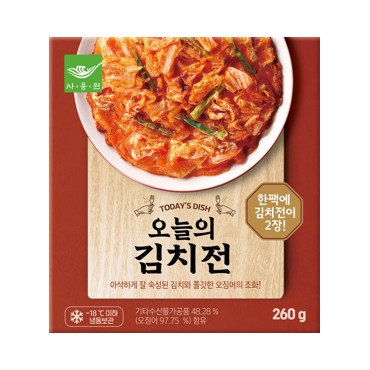 사·옹·원
한팩에
김치전이
2장!
TODAY'S DISH
오늘의
김치전
아삭하게 잘 숙성된 김치와 쫄깃한 오징어의 조화!
-18℃ 이하
냉동보관
기타수산물가공품 48.28 %
(오징어 97.75 %) 함유
260 g